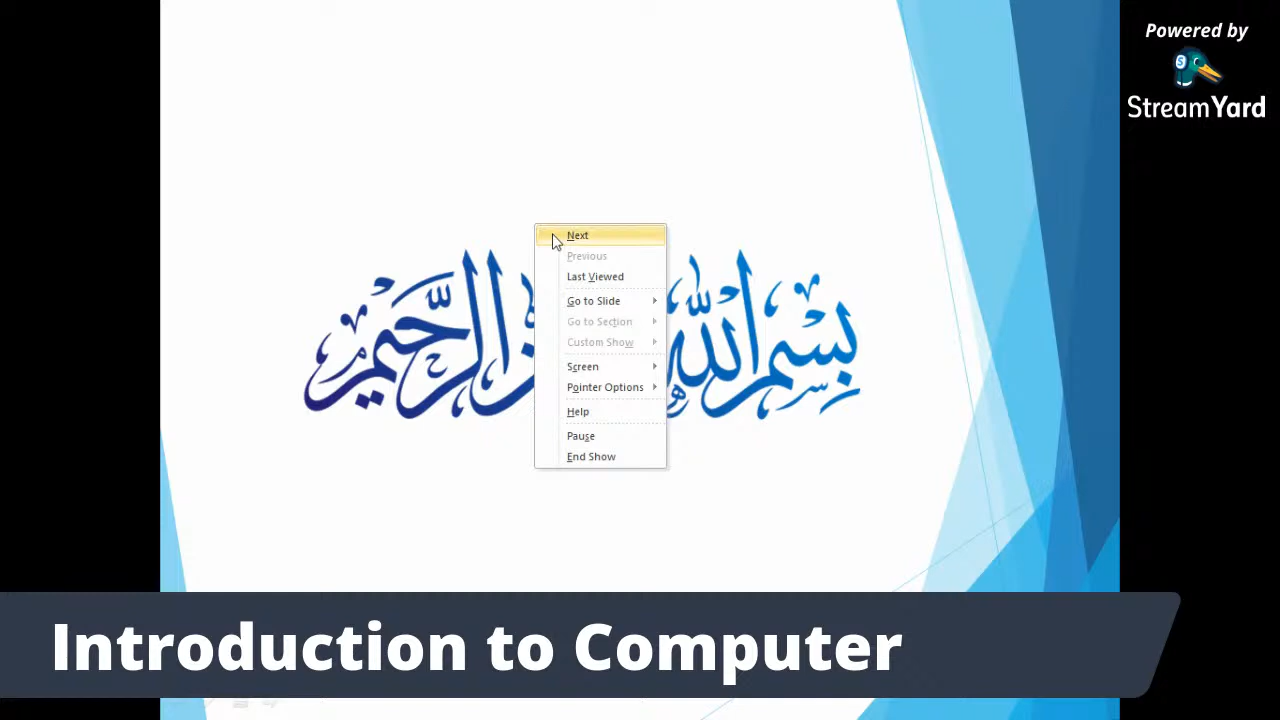 Powered by
StreamYard
بسم الله الرحيم
Next
Previous
Last Viewed
Go to Slide
Go to Section
Custom Show
Screen
Pointer Options
Help
Pause
End Show
Introduction to Computer